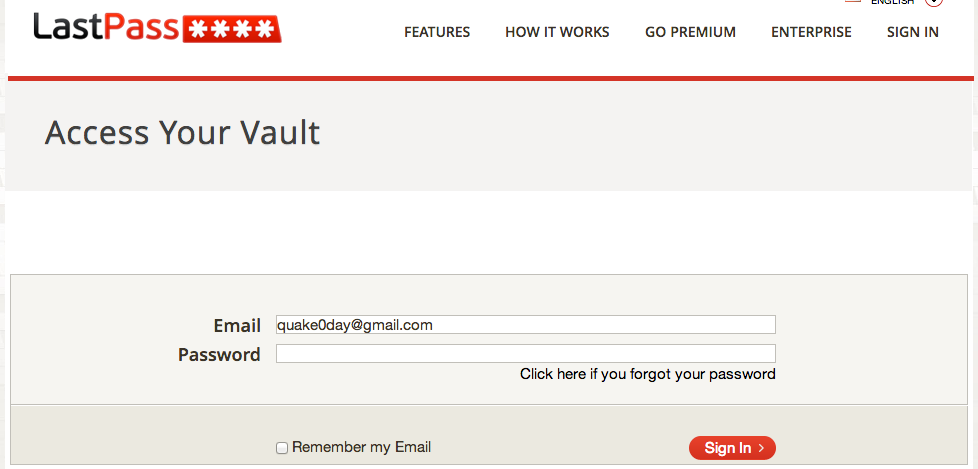 ENGLISH
LastPass ****
FEATURES HOW IT WORKS GO PREMIUM ENTERPRISE SIGN IN
Access Your Vault
Email quake0day@gmail.com
Password
Click here if you forgot your password
Remember my Email Sign In >